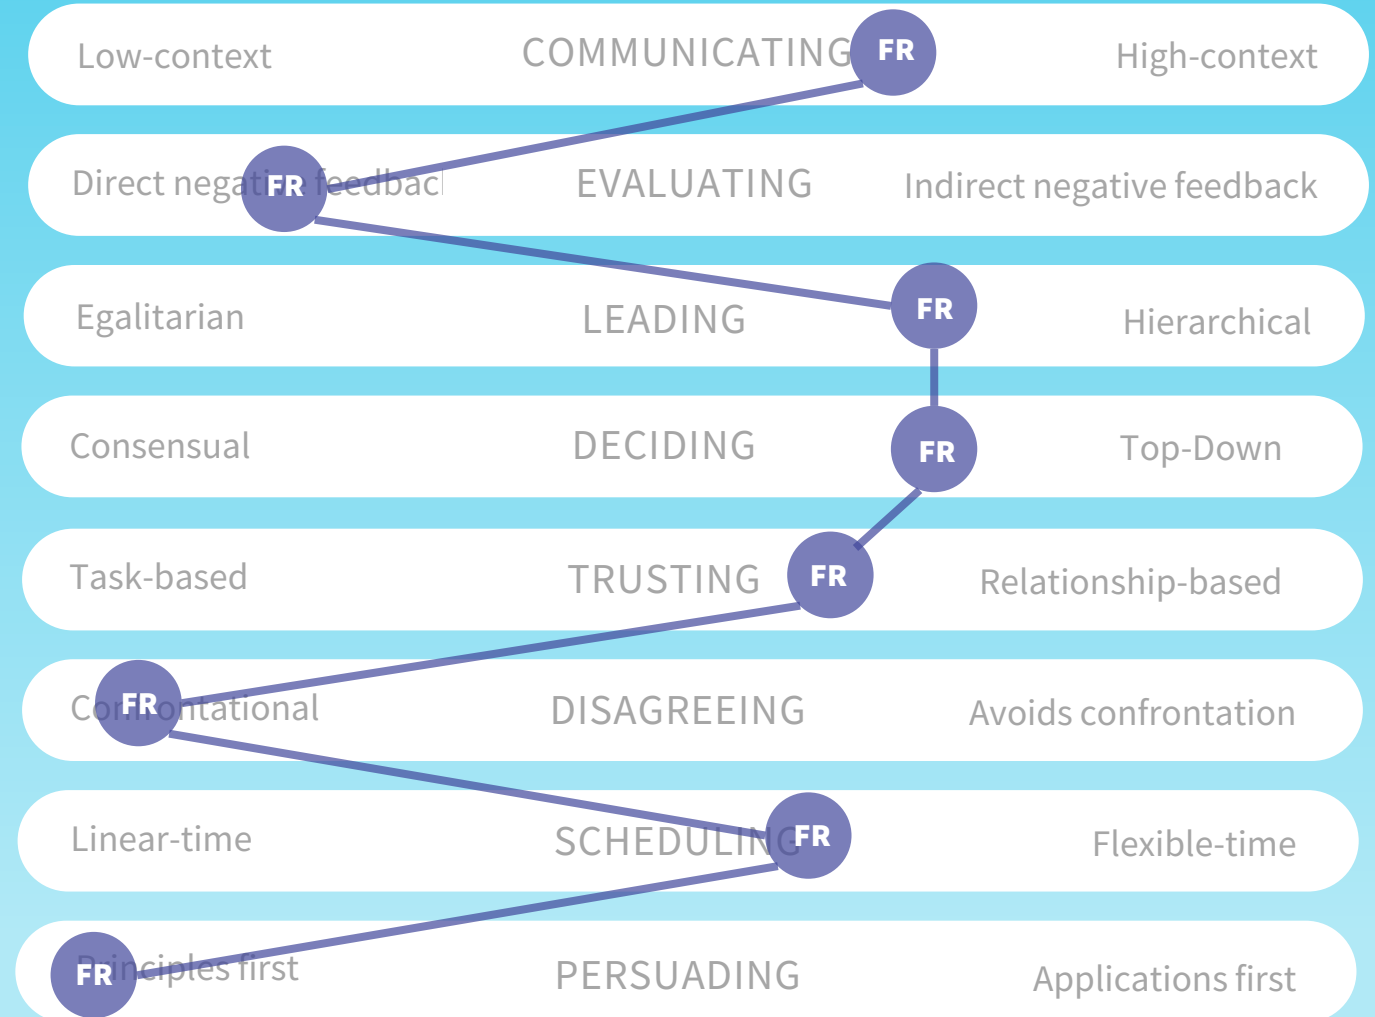 Low-context COMMUNICATING FR High-context
Direct negative feedbac FR EVALUATING Indirect negative feedback
Egalitarian LEADING FR Hierarchical
Consensual DECIDING FR Top-Down
Task-based TRUSTING FR Relationship-based
Confrontational FR DISAGREEING Avoids confrontation
Linear-time SCHEDULING FR Flexible-time
FR Principles first PERSUADING Applications first